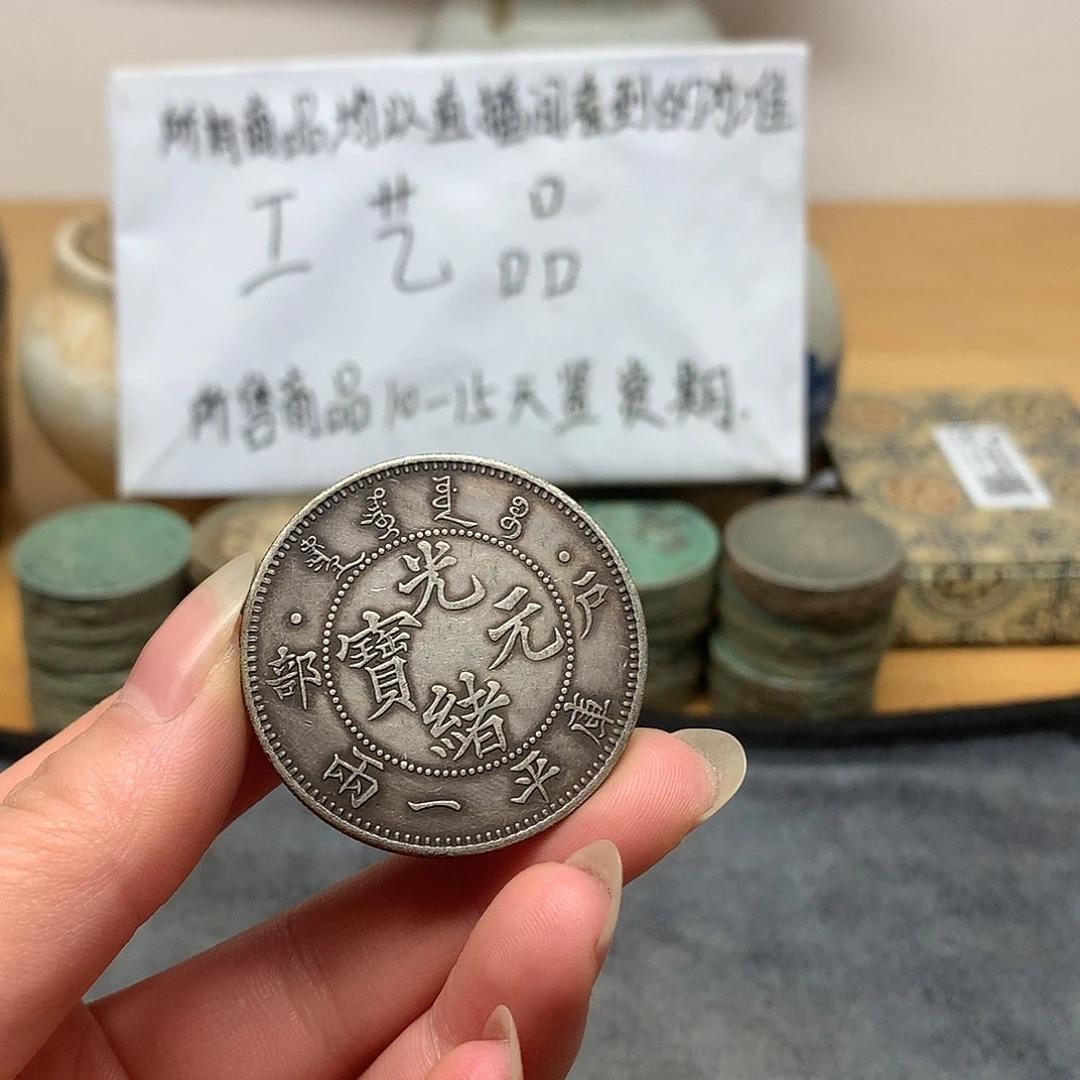 所有商品均以直播间看到的为准
工艺品
所售商品10-15天置衰期.
光緒元寶
户部
庫平一兩